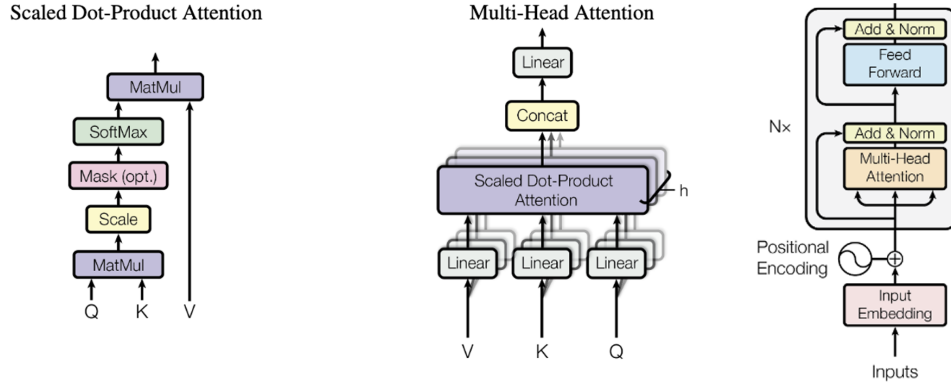 Scaled Dot-Product Attention
MatMul
SoftMax
Mask (opt.)
Scale
MatMul
Q K V
Multi-Head Attention
Linear
Concat
Scaled Dot-Product
Attention
h
Linear Linear Linear
V K Q
Add & Norm
Feed
Forward
Nx
Add & Norm
Multi-Head
Attention
Positional
Encoding
Input
Embedding
Inputs